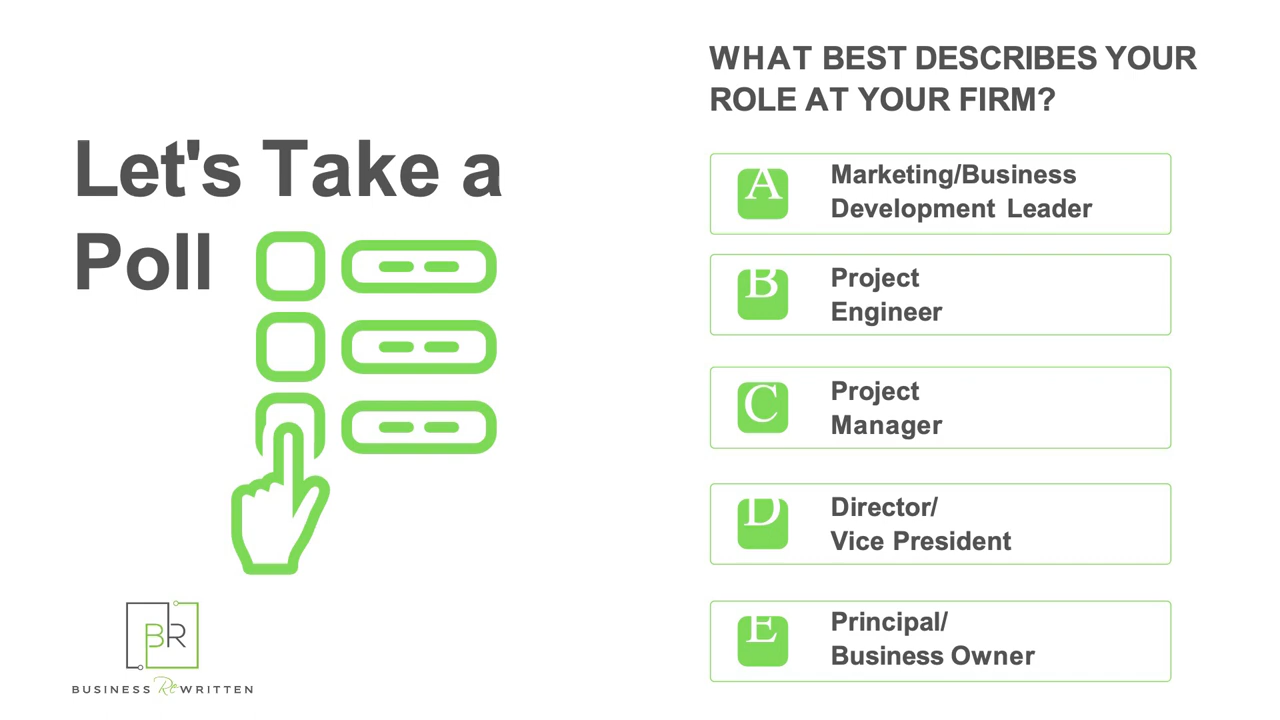 Let's Take a
Poll
BR
BUSINESS ReWRITTEN
WHAT BEST DESCRIBES YOUR
ROLE AT YOUR FIRM?
A
Marketing/Business
Development Leader
B
Project
Engineer
C
Project
Manager
D
Director/
Vice President
E
Principal/
Business Owner